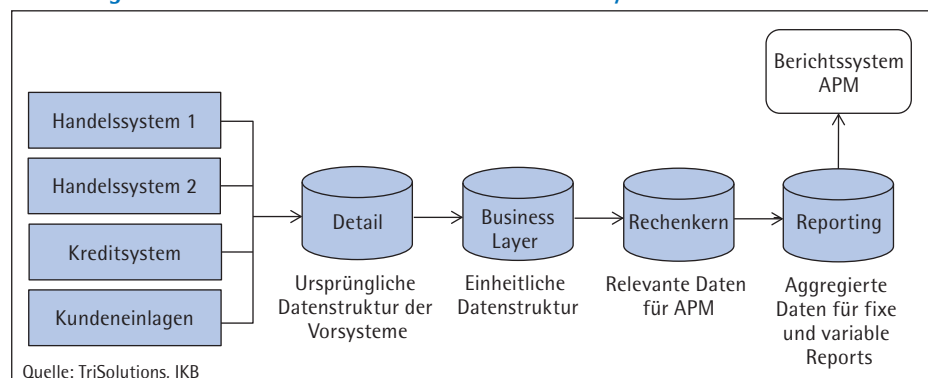 Berichtssystem
APM
Handelssystem 1
Handelssystem 2
Kreditsystem
Kundeneinlagen
Detail
Business
Layer
Rechenkern
Reporting
Ursprüngliche
Datenstruktur der
Vorsysteme
Einheitliche
Datenstruktur
Relevante Daten
für APM
Aggregierte
Daten für fixe
und variable
Reports
Quelle: TriSolutions, IKB